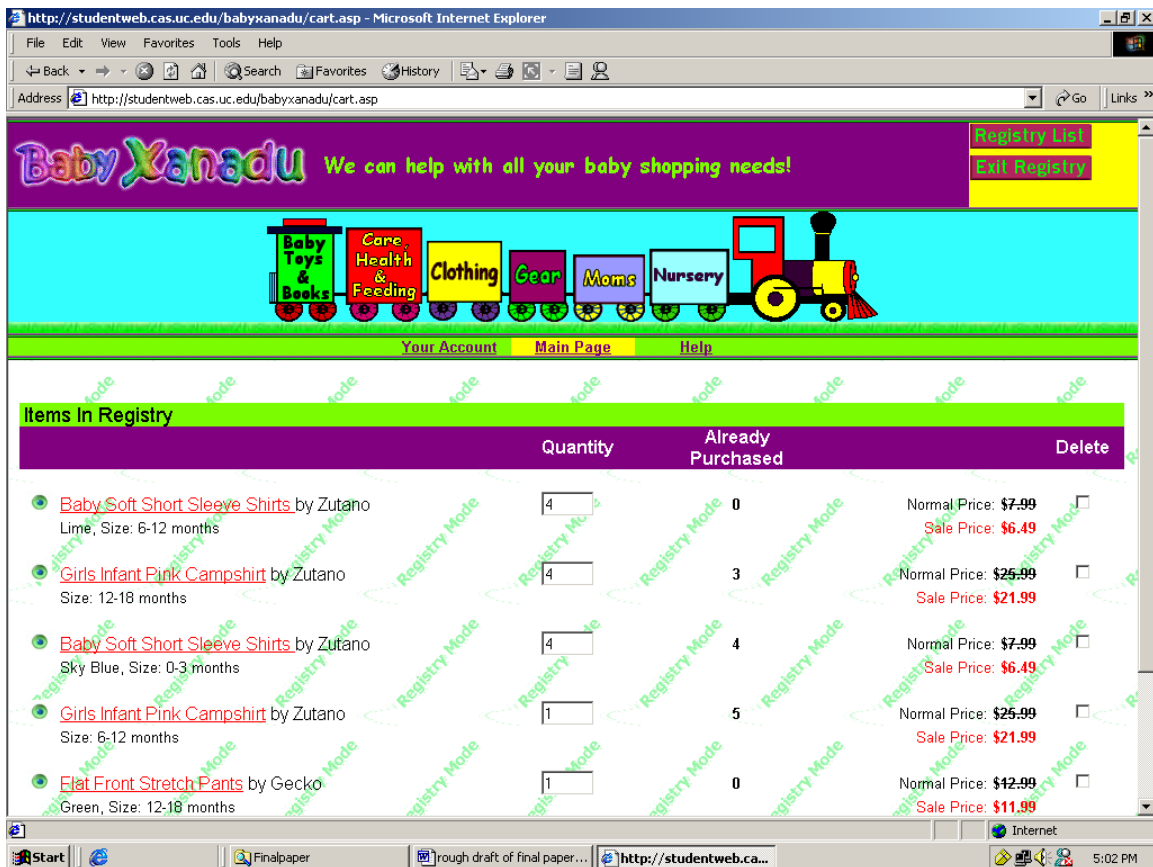 http://studentweb.cas.uc.edu/babyxanadu/cart.asp - Microsoft Internet Explorer
File Edit View Favorites Tools Help
Back Search Favorites History
Address http://studentweb.cas.uc.edu/babyxanadu/cart.asp Go Links »
Baby Xanadu We can help with all your baby shopping needs!
Registry List
Exit Registry
Baby Toys & Books
Care, Health & Feeding
Clothing
Gear
Moms
Nursery
Your Account Main Page Help
Items In Registry
Quantity Already Purchased Delete
Baby Soft Short Sleeve Shirts by Zutano 4 0 Normal Price: $7.99
Lime, Size: 6-12 months Sale Price: $6.49
Girls Infant Pink Campshirt by Zutano 4 3 Normal Price: $25.99
Size: 12-18 months Sale Price: $21.99
Baby Soft Short Sleeve Shirts by Zutano 4 4 Normal Price: $7.99
Sky Blue, Size: 0-3 months Sale Price: $6.49
Girls Infant Pink Campshirt by Zutano 1 5 Normal Price: $25.99
Size: 6-12 months Sale Price: $21.99
Flat Front Stretch Pants by Gecko 1 0 Normal Price: $12.99
Green, Size: 12-18 months Sale Price: $11.99
Registry Mode
Internet
Start Finalpaper rough draft of final paper... http://studentweb.ca... 5:02 PM